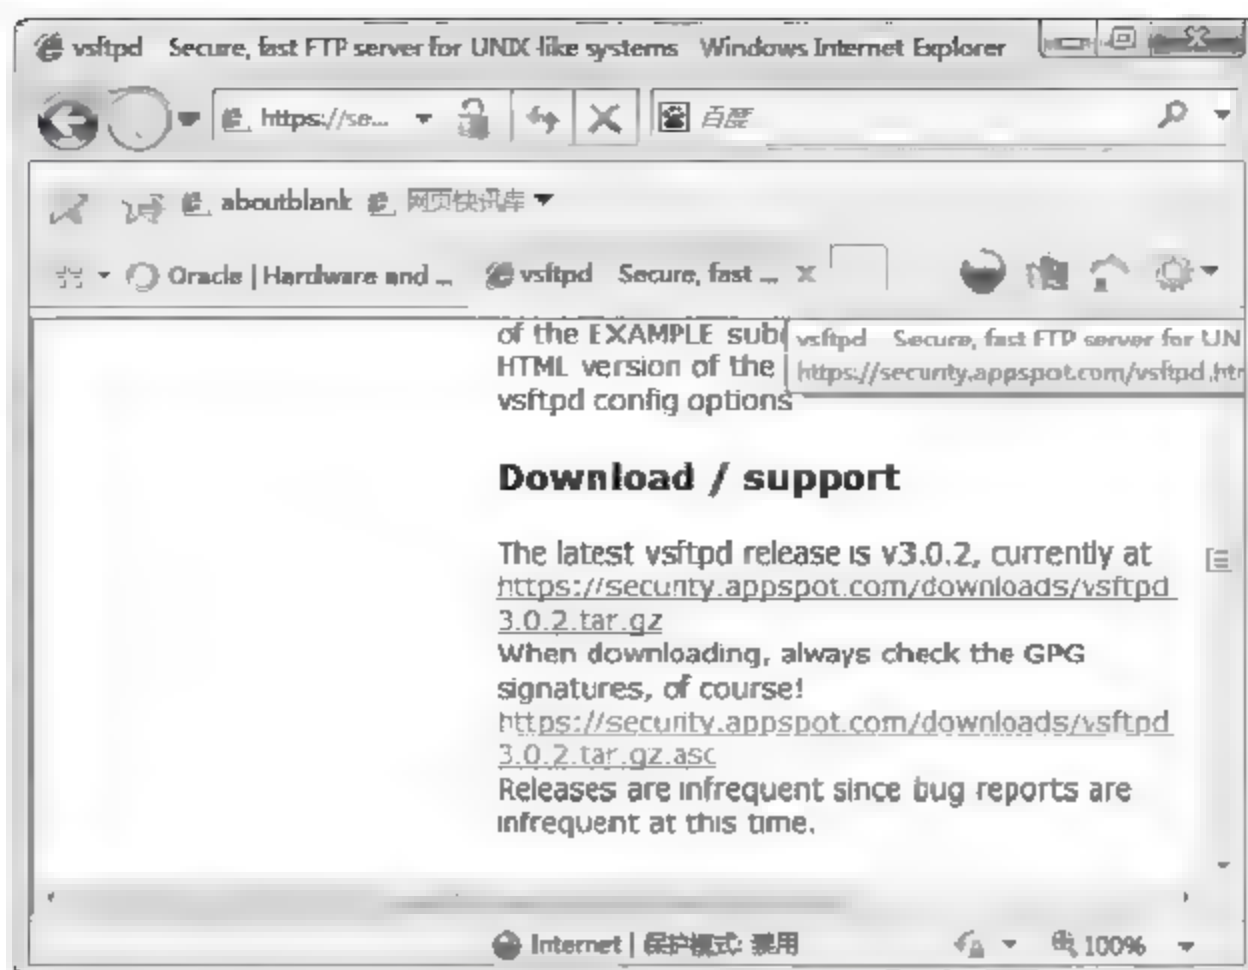 vsftpd Secure, fast FTP server for UNIX-like systems Windows Internet Explorer
https://se...
百度
aboutblank 网页快讯库
Oracle | Hardware and ...
vsftpd Secure, fast ...
of the EXAMPLE
HTML version of the
vsftpd config options
vsftpd Secure, fast FTP server for UN
https://security.appspot.com/vsftpd.htm
Download / support
The latest vsftpd release is v3.0.2, currently at
https://security.appspot.com/downloads/vsftpd
3.0.2.tar.gz
When downloading, always check the GPG
signatures, of course!
https://security.appspot.com/downloads/vsftpd
3.0.2.tar.gz.asc
Releases are infrequent since bug reports are
infrequent at this time.
Internet | 保护模式: 禁用
100%